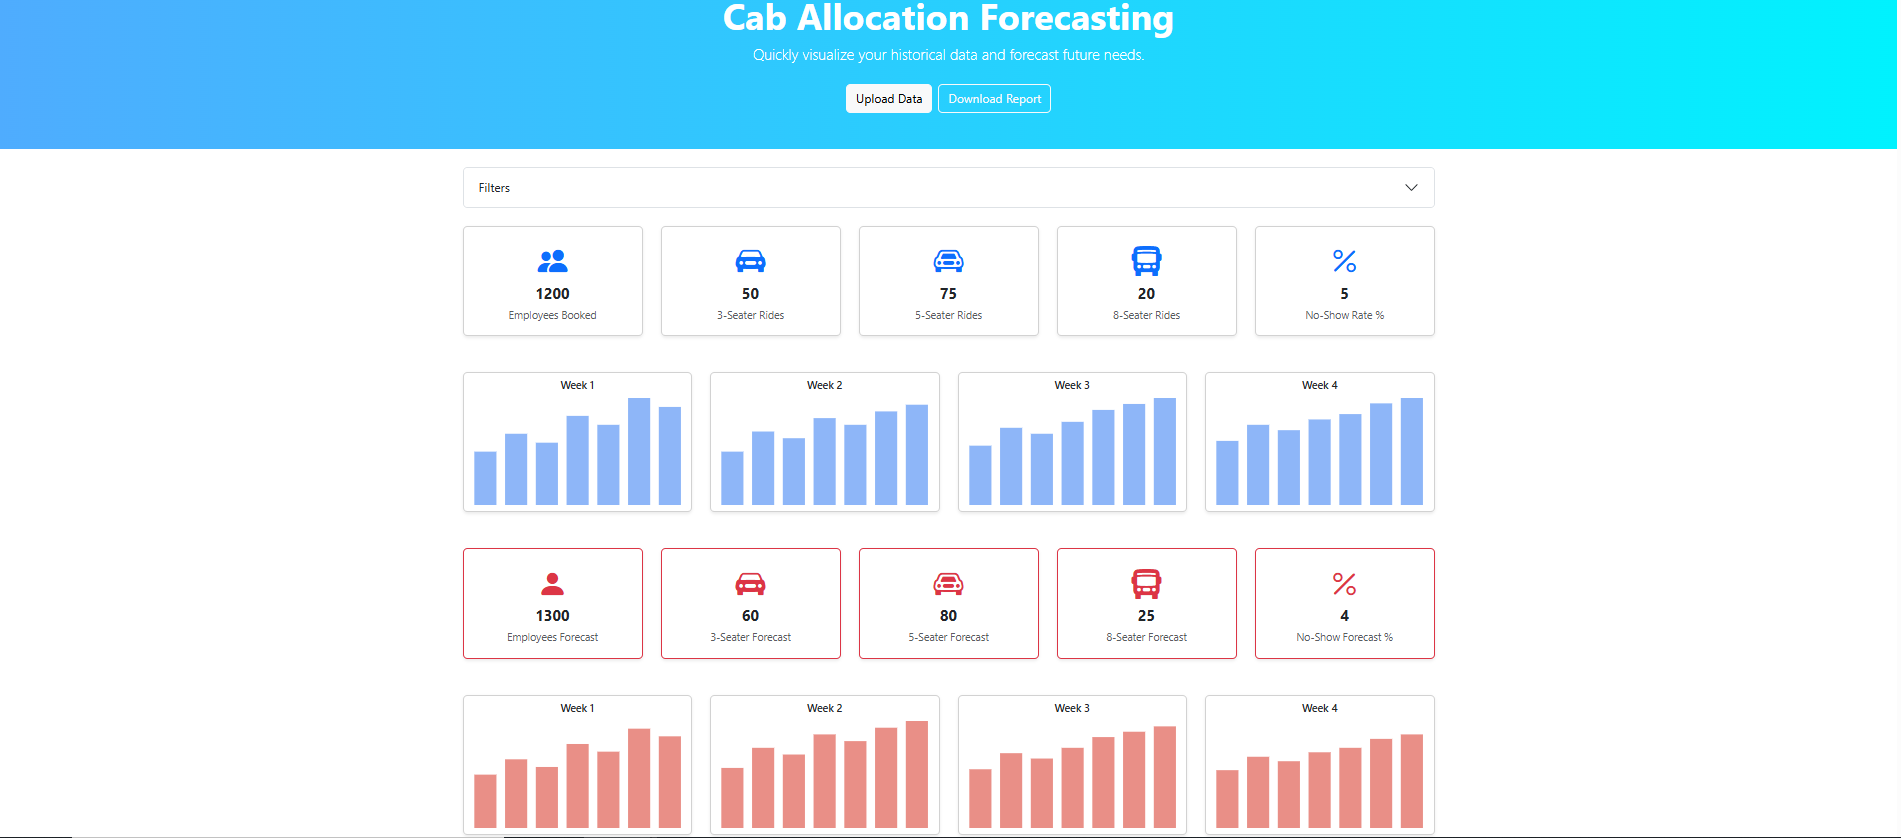 Cab Allocation Forecasting
Quickly visualize your historical data and forecast future needs.
Upload Data Download Report
Filters
1200 50 75 20 5
Employees Booked 3-Seater Rides 5-Seater Rides 8-Seater Rides No-Show Rate %
Week 1 Week 2 Week 3 Week 4
1300 60 80 25 4
Employees Forecast 3-Seater Forecast 5-Seater Forecast 8-Seater Forecast No-Show Forecast %
Week 1 Week 2 Week 3 Week 4